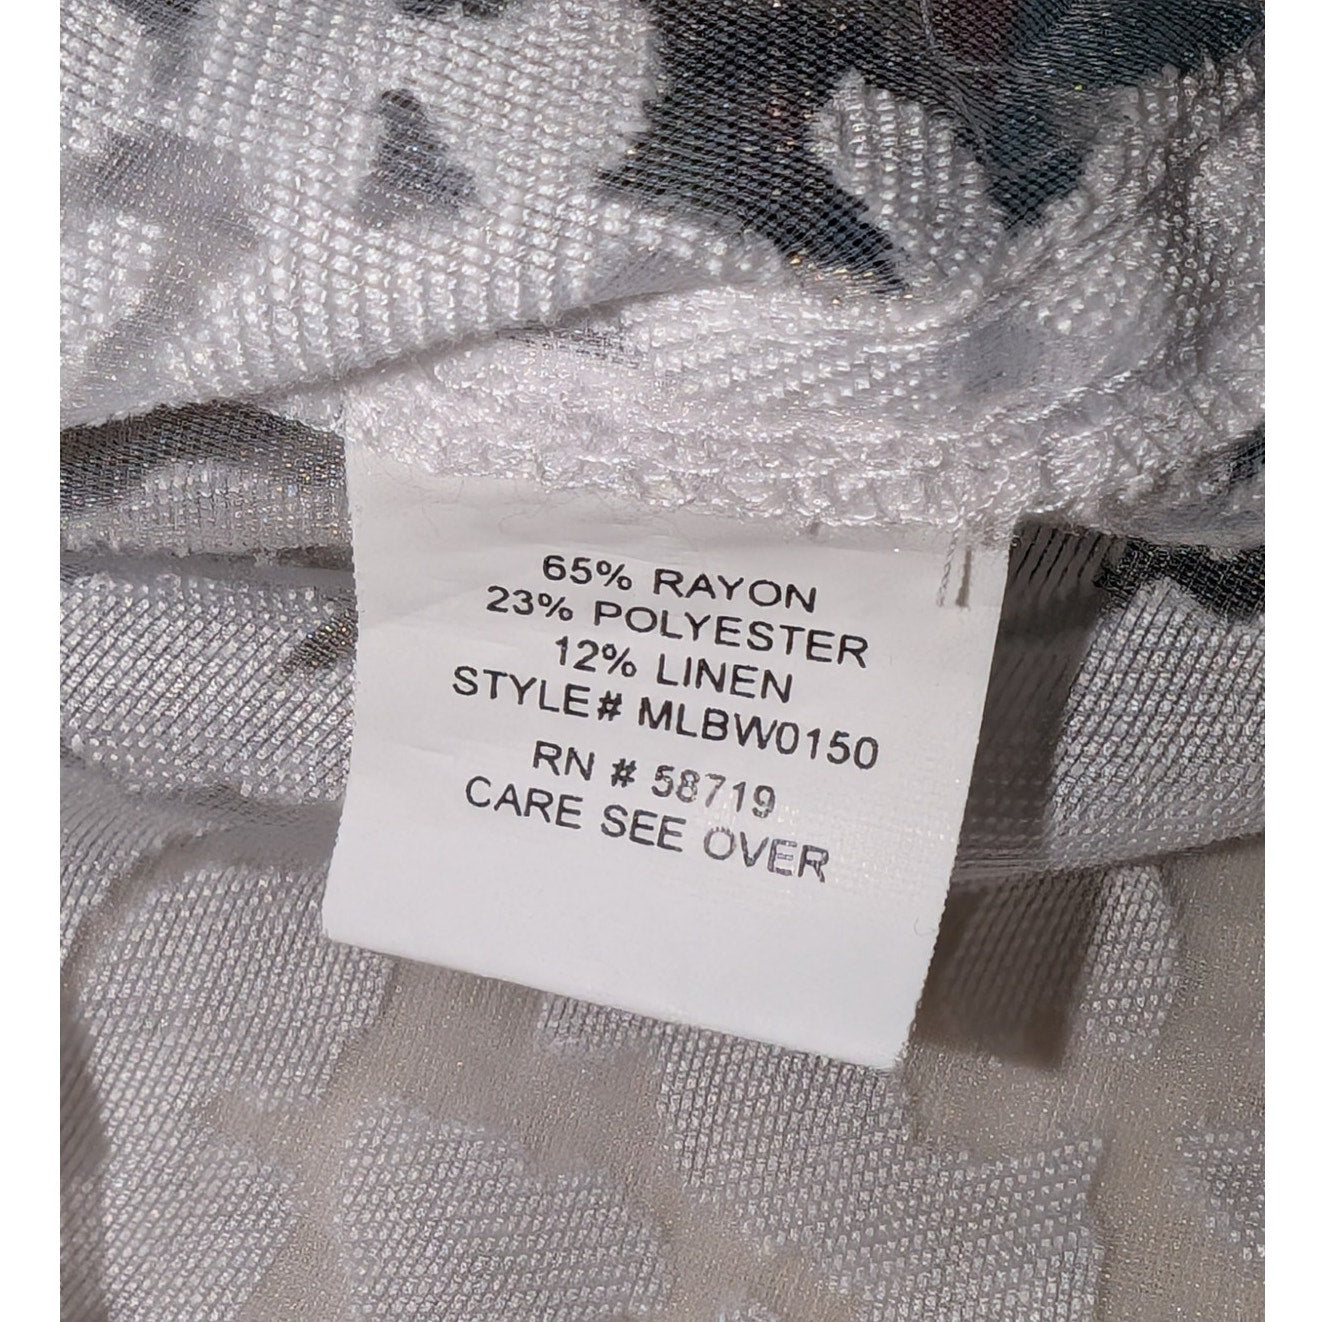 65% RAYON
23% POLYESTER
12% LINEN
STYLE# MLBW0150
RN # 58719
CARE SEE OVER